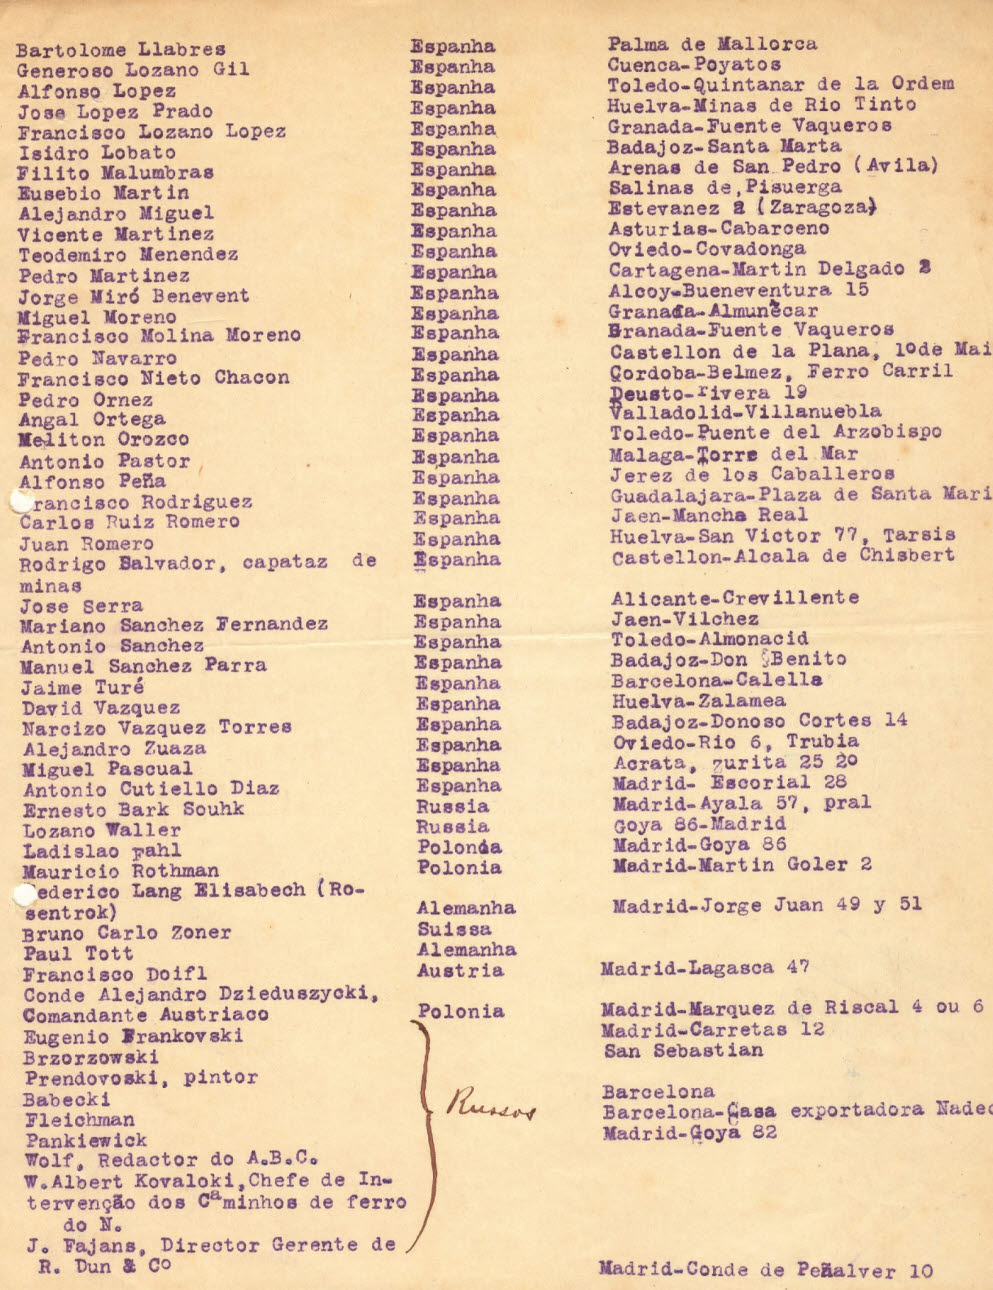 Bartolome Llabres Espanha Palma de Mallorca
Generoso Lozano Gil Espanha Cuenca-Poyatos
Alfonso Lopez Espanha Toledo-Quintanar de la Ordem
Jose Lopez Prado Espanha Huelva-Minas de Rio Tinto
Francisco Lozano Lopez Espanha Granada-Fuente Vaqueros
Isidro Lobato Espanha Badajoz-Santa Marta
Filito Malumbras Espanha Arenas de San Pedro (Avila)
Eusebio Martin Espanha Salinas de,Pisuerga
Alejandro Miguel Espanha Estevanez 2 (Zaragoza)
Vicente Martinez Espanha Asturias-Cabarceno
Teodemiro Menendez Espanha Oviedo-Covadonga
Pedro Martinez Espanha Cartagena-Martin Delgado 2
Jorge Miró Benevent Espanha Alcoy-Bueneventura 15
Miguel Moreno Espanha Granada-Almunecar
Francisco Molina Moreno Espanha Granada-Fuente Vaqueros
Pedro Navarro Espanha Castellon de la Plana, 1ºde Mai
Francisco Nieto Chacon Espanha Cordoba-Belmez, Ferro Carril
Pedro Ornez Espanha Deusto-rivera 19
Angal Ortega Espanha Valladolid-Villanuebla
Meliton Orozco Espanha Toledo-Puente del Arzobispo
Antonio Pastor Espanha Malaga-Torre del Mar
Alfonso Peña Espanha Jerez de los Caballeros
rancisco Rodriguez Espanha Guadalajara-Plaza de Santa Mari
Carlos Ruiz Romero Espanha Jaen-Mancha Real
Juan Romero Espanha Huelva-San Victor 77, Tarsis
Rodrigo Salvador, capataz de Espanha Castellon-Alcala de Chisbert
minas
Jose Serra Espanha Alicante-Crevillente
Mariano Sanchez Fernandez Espanha Jaen-Vilchez
Antonio Sanchez Espanha Toledo-Almonacid
Manuel Sanchez Parra Espanha Badajoz-Don Benito
Jaime Turé Espanha Barcelona-Calella
David Vazquez Espanha Huelva-Zalamea
Narcizo Vazquez Torres Espanha Badajoz-Donoso Cortes 14
Alejandro Zuaza Espanha Oviedo-Rio 6, Trubia
Miguel Pascual Espanha Acrata, zurita 25 2º
Antonio Cutiello Diaz Espanha Madrid- Escorial 28
Ernesto Bark Souhk Russia Madrid-Ayala 57, pral
Lozano Waller Russia Goya 86-Madrid
Ladislao Pahl Polonia Madrid-Goya 86
Mauricio Rothman Polonia Madrid-Martin Goler 2
ederico Lang Elisabech (Ro-
sentrok) Alemanha Madrid-Jorge Juan 49 y 51
Bruno Carlo Zoner Suissa
Paul Tott Alemanha
Francisco Doifl Austria Madrid-Lagasca 47
Conde Alejandro Dzieduszycki,
Comandante Austriaco Polonia Madrid-Marquez de Riscal 4 ou 6
Eugenio Frankovski Madrid-Carretas 12
Brzorzowski San Sebastian
Prendovoski, pintor
Babecki Barcelona
Fleichman Russos Barcelona-Casa exportadora Nadec
Pankiewick Madrid-Goya 82
Wolf, Redactor do A.B.C.
W.Albert Kovaloki,Chefe de In-
tervenção dos Caminhos de ferro
do N.
J. Fajans, Director Gerente de
R. Dun & Cº Madrid-Conde de Peñalver 10